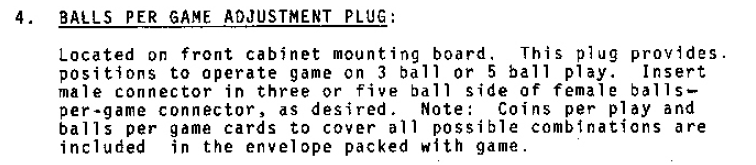 4. BALLS PER GAME ADJUSTMENT PLUG:
Located on front cabinet mounting board. This plug provides.
positions to operate game on 3 ball or 5 ball play. Insert
male connector in three or five ball side of female balls-
per-game connector, as desired. Note: Coins per play and
balls per game cards to cover all possible combinations are
included in the envelope packed with game.